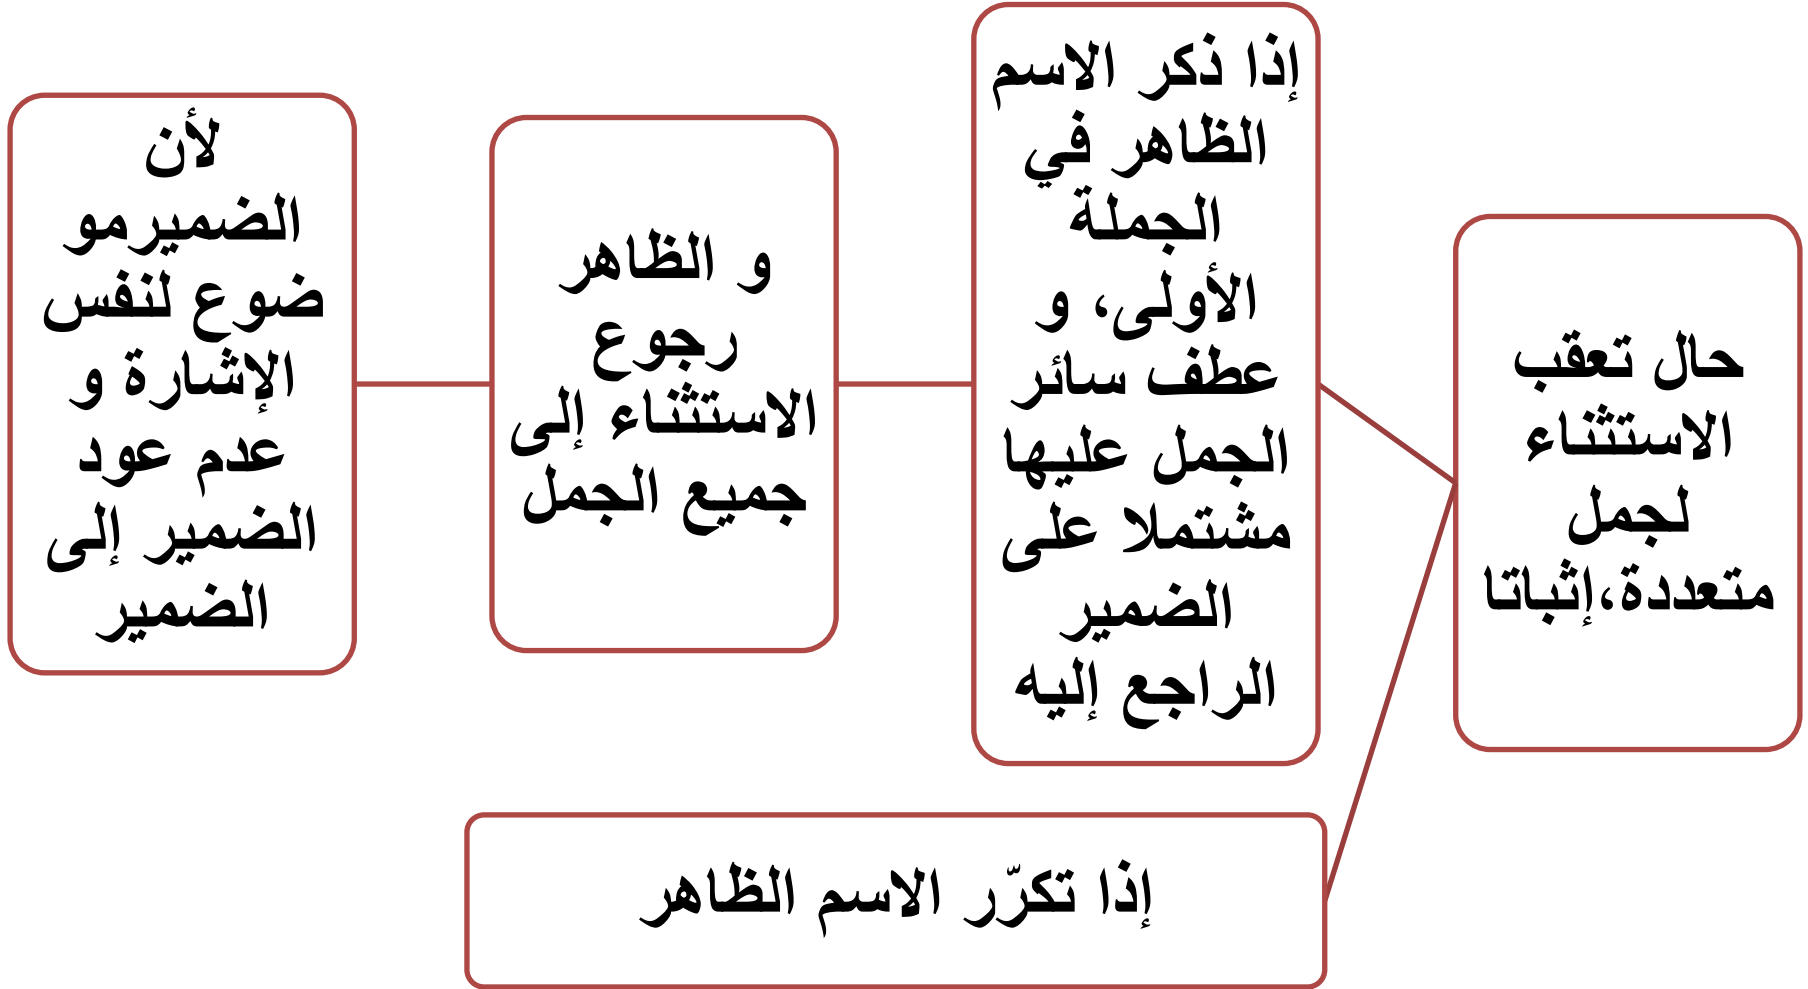 حال تعقب
الاستثناء
لجمل
متعددة،إثباتا
إذا ذكر الاسم
الظاهر في
الجملة
الأولى، و
عطف سائر
الجمل عليها
مشتملا على
الضمير
الراجع إليه
و الظاهر
رجوع
الاستثناء إلى
جميع الجمل
لأن
الضميرمو
ضوع لنفس
الإشارة و
عدم عود
الضمير إلى
الضمير
إذا تكرّر الاسم الظاهر